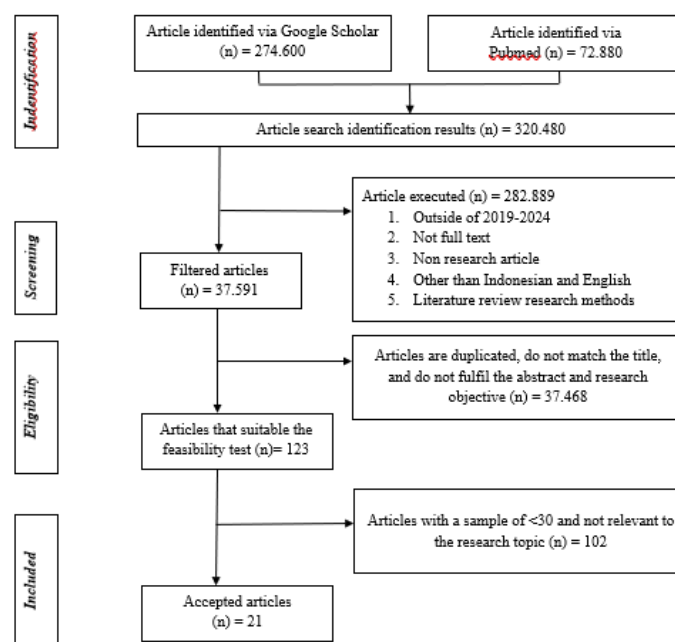 Indentification
Article identified via Google Scholar
(n) = 274.600
Article identified via
Pubmed (n) = 72.880
Article search identification results (n) = 320.480
Screening
Article executed (n) = 282.889
1. Outside of 2019-2024
2. Not full text
3. Non research article
4. Other than Indonesian and English
5. Literature review research methods
Filtered articles
(n) = 37.591
Eligibility
Articles are duplicated, do not match the title,
and do not fulfil the abstract and research
objective (n) = 37.468
Articles that suitable the
feasibility test (n)= 123
Included
Articles with a sample of <30 and not relevant to
the research topic (n) = 102
Accepted articles
(n) = 21